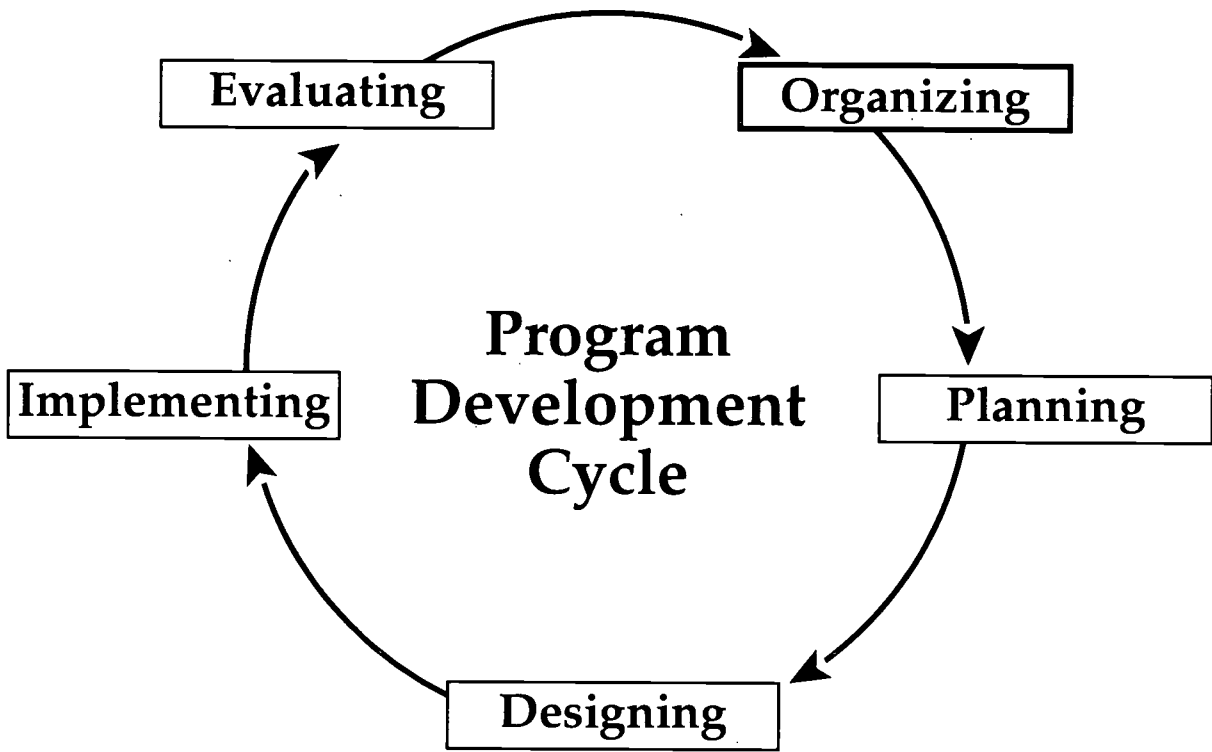 Evaluating
Organizing
Program
Development
Cycle
Implementing
Planning
Designing